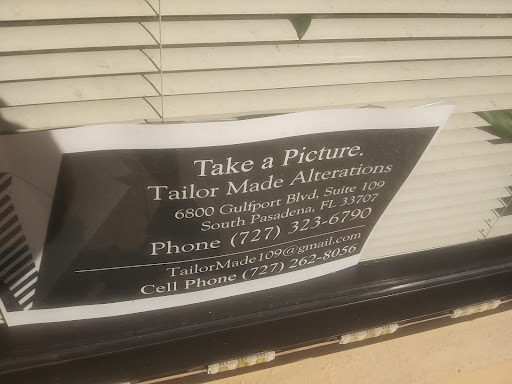 Take a Picture.
Tailor Made Alterations
6800 Gulfport Blvd, Suite 109
South Pasadena, FL 33707
Phone (727) 323-6790
TailorMade109@gmail.com
Cell Phone (727) 262-8056